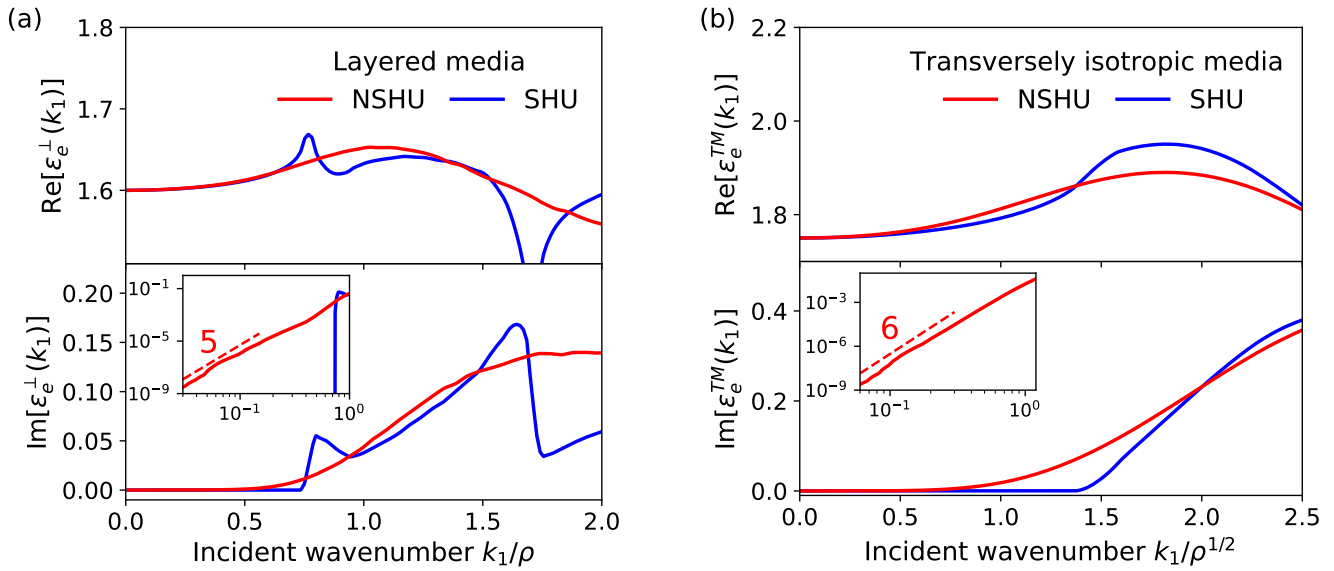 (a)
1.8
1.7
1.6
Re[ε_e^⊥(k_1)]
Layered media
NSHU SHU
0.20
0.15
0.10
0.05
0.00
Im[ε_e^⊥(k_1)]
10^−1
10^−5
10^−9
5
10^−1 10^0
0.0 0.5 1.0 1.5 2.0
Incident wavenumber k_1/ρ
(b)
2.2
2.0
1.8
Re[ε_e^TM(k_1)]
Transversely isotropic media
NSHU SHU
0.4
0.2
0.0
Im[ε_e^TM(k_1)]
10^−3
10^−6
10^−9
6
10^−1 10^0
0.0 0.5 1.0 1.5 2.0 2.5
Incident wavenumber k_1/ρ^1/2